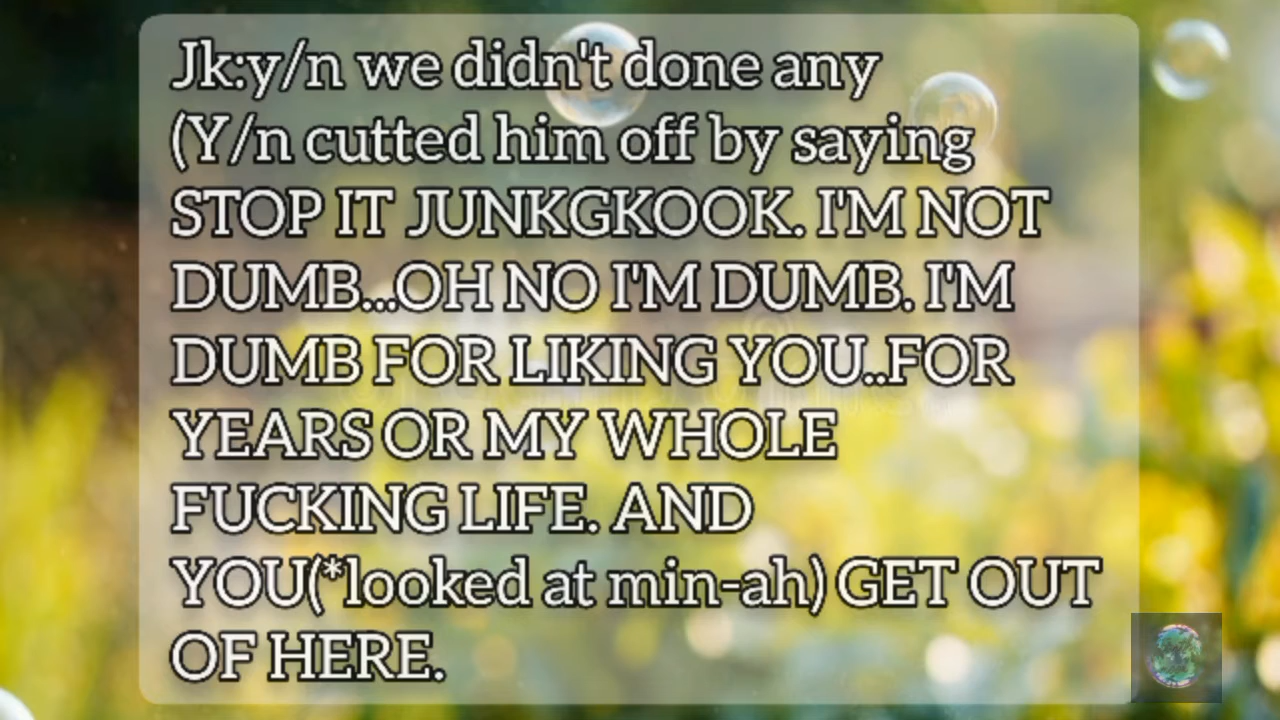 Jk:y/n we didn't done any
(Y/n cutted him off by saying
STOP IT JUNKGKOOK. I'M NOT
DUMB...OH NO I'M DUMB. I'M
DUMB FOR LIKING YOU..FOR
YEARS OR MY WHOLE
FUCKING LIFE. AND
YOU(*looked at min-ah) GET OUT
OF HERE.